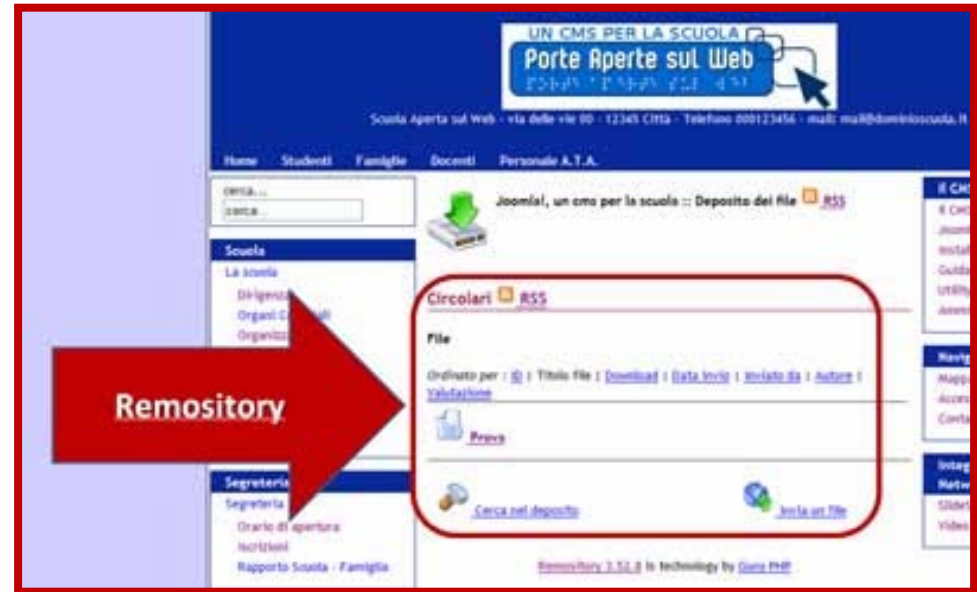 UN CMS PER LA SCUOLA
Porte Aperte sul Web
Scuola Aperta sul Web - via delle vie 00 - 12345 Città - Telefono 000123456 - mail: mail@dominioscuola.it
Home Studenti Famiglie Docenti Personale A.T.A.
cerca...
cerca...
Joomla!, un cms per la scuola :: Deposito dei file RSS
Scuola
La scuola
Dirigenza
Organi
Circolari RSS
File
Ordinato per : ID | Titolo file | Download | Data invio | Inviato da | Autore |
Valutazione
Remository
Prova
Cerca nel deposito
Invia un file
Segreteria
Segreteria
Orario di apertura
Iscrizioni
Rapporto Scuola - Famiglia
Remository 3.52.8 is technology by Guru PHP
Il
Il
Guida